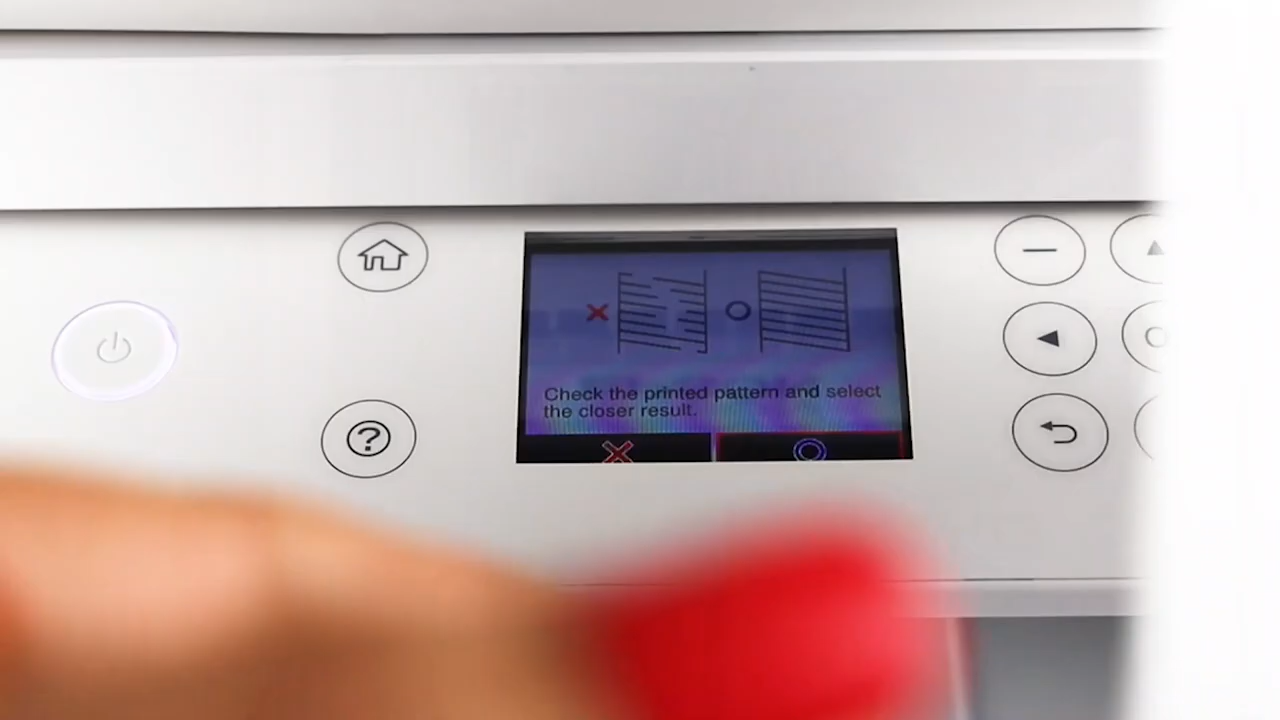 Check the printed pattern and select
the closer result.